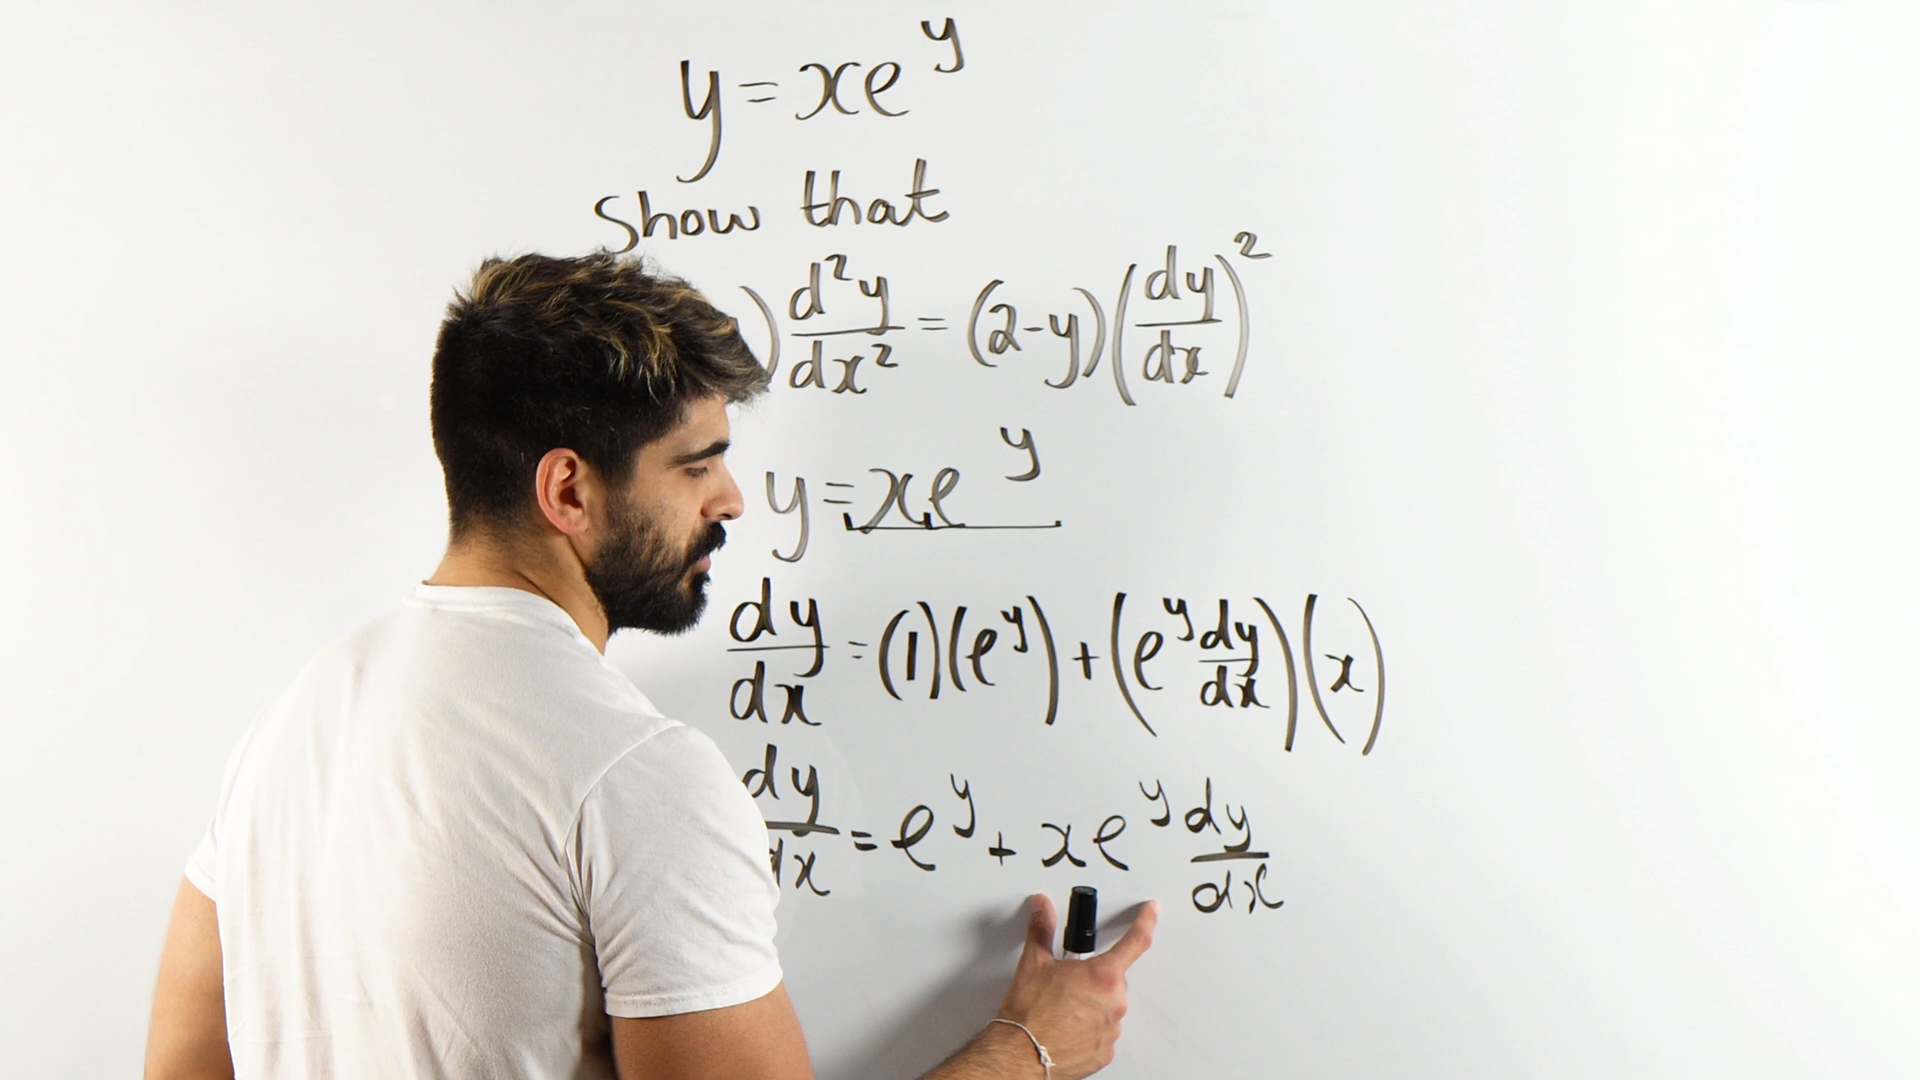 y = xe^y
Show that
) d²y/dx² = (2-y)(dy/dx)²
y = xe^y
dy/dx = (1)(e^y) + (e^y dy/dx)(x)
dy/dx = e^y + xe^y dy/dx